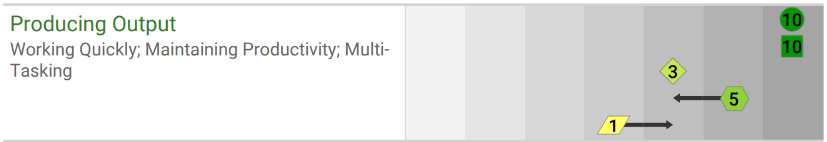 Producing Output
Working Quickly; Maintaining Productivity; Multi-
Tasking
10
10
3
5
1